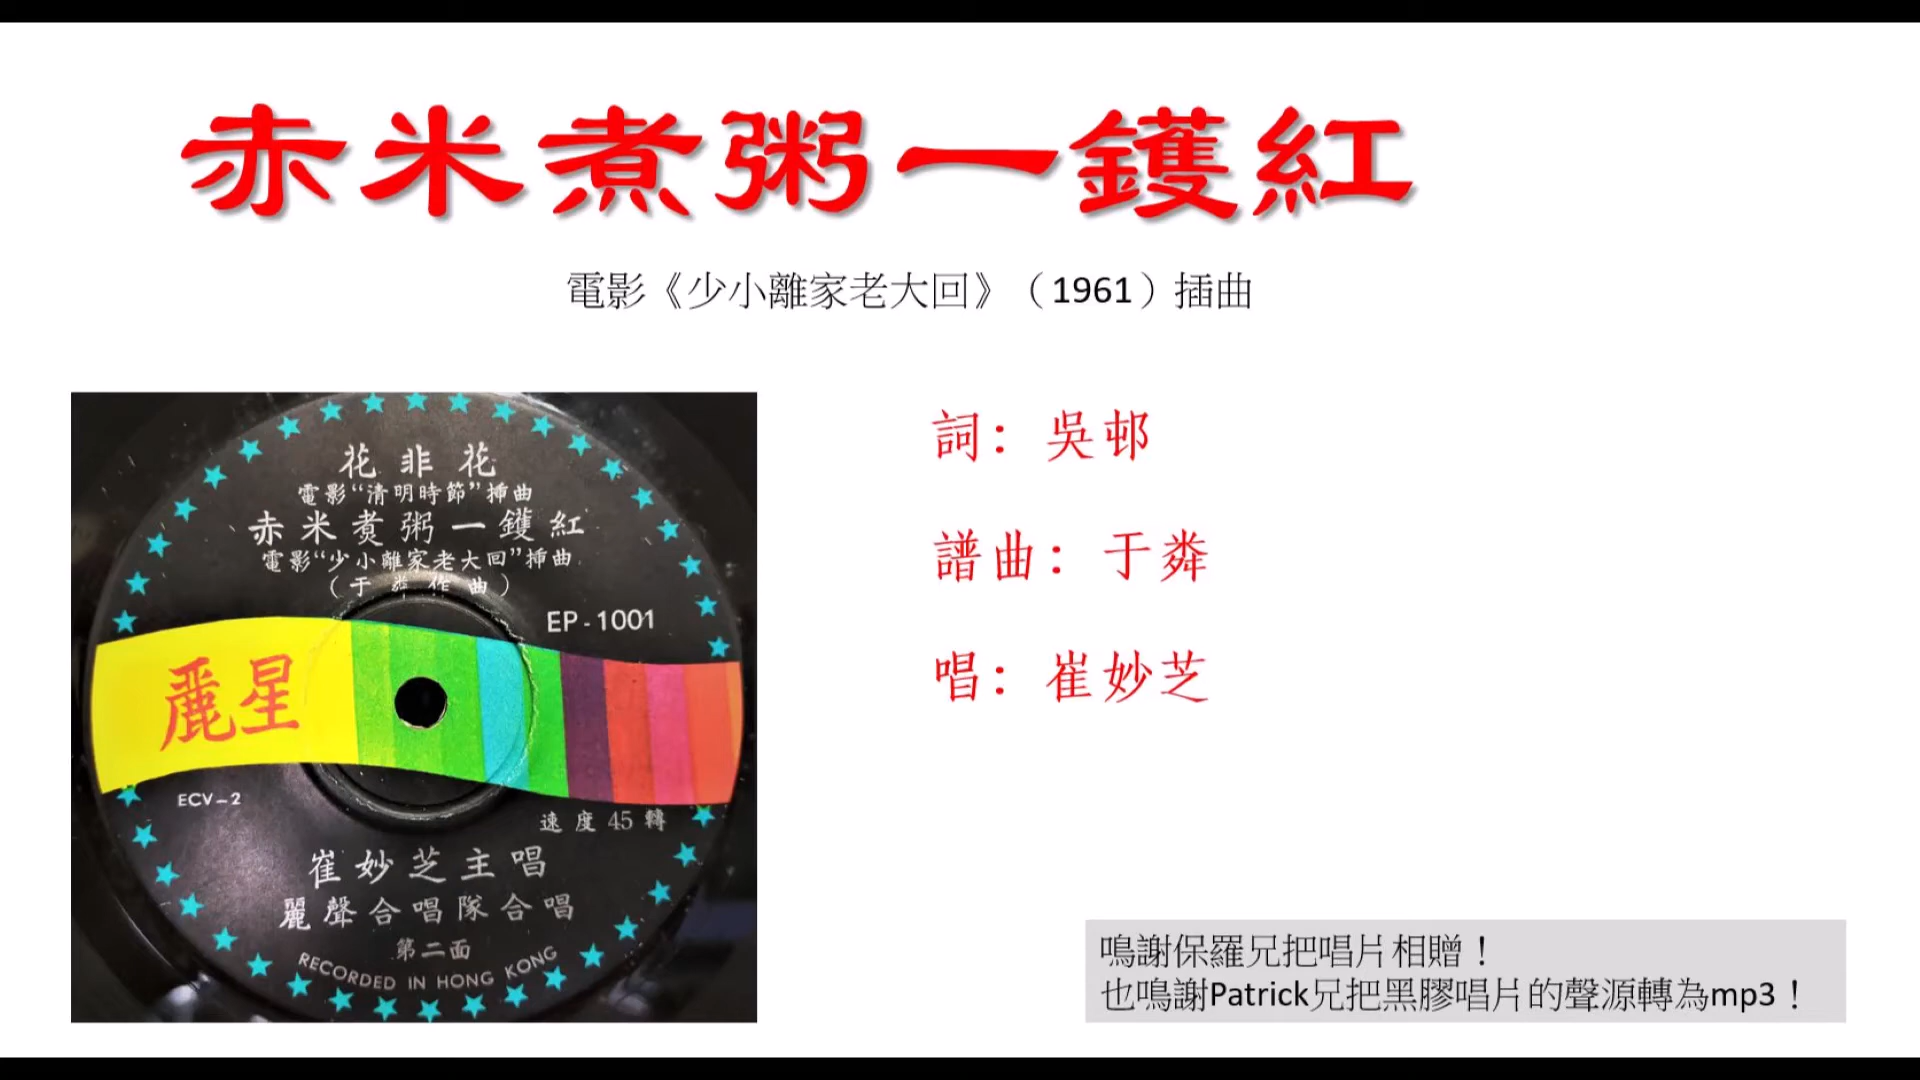 赤米煮粥一鑊紅
電影《少小離家老大回》（1961）插曲
花非花
電影“清明時節”插曲
赤米煑粥一鑊紅
電影“少小離家老大回”插曲
（于粦作曲）
EP-1001
麗星
ECV-2
速度45轉
崔妙芝主唱
麗聲合唱隊合唱
第二面
RECORDED IN HONG KONG
詞：吳邨
譜曲：于粦
唱：崔妙芝
鳴謝保羅兄把唱片相贈！
也鳴謝Patrick兄把黑膠唱片的聲源轉為mp3！